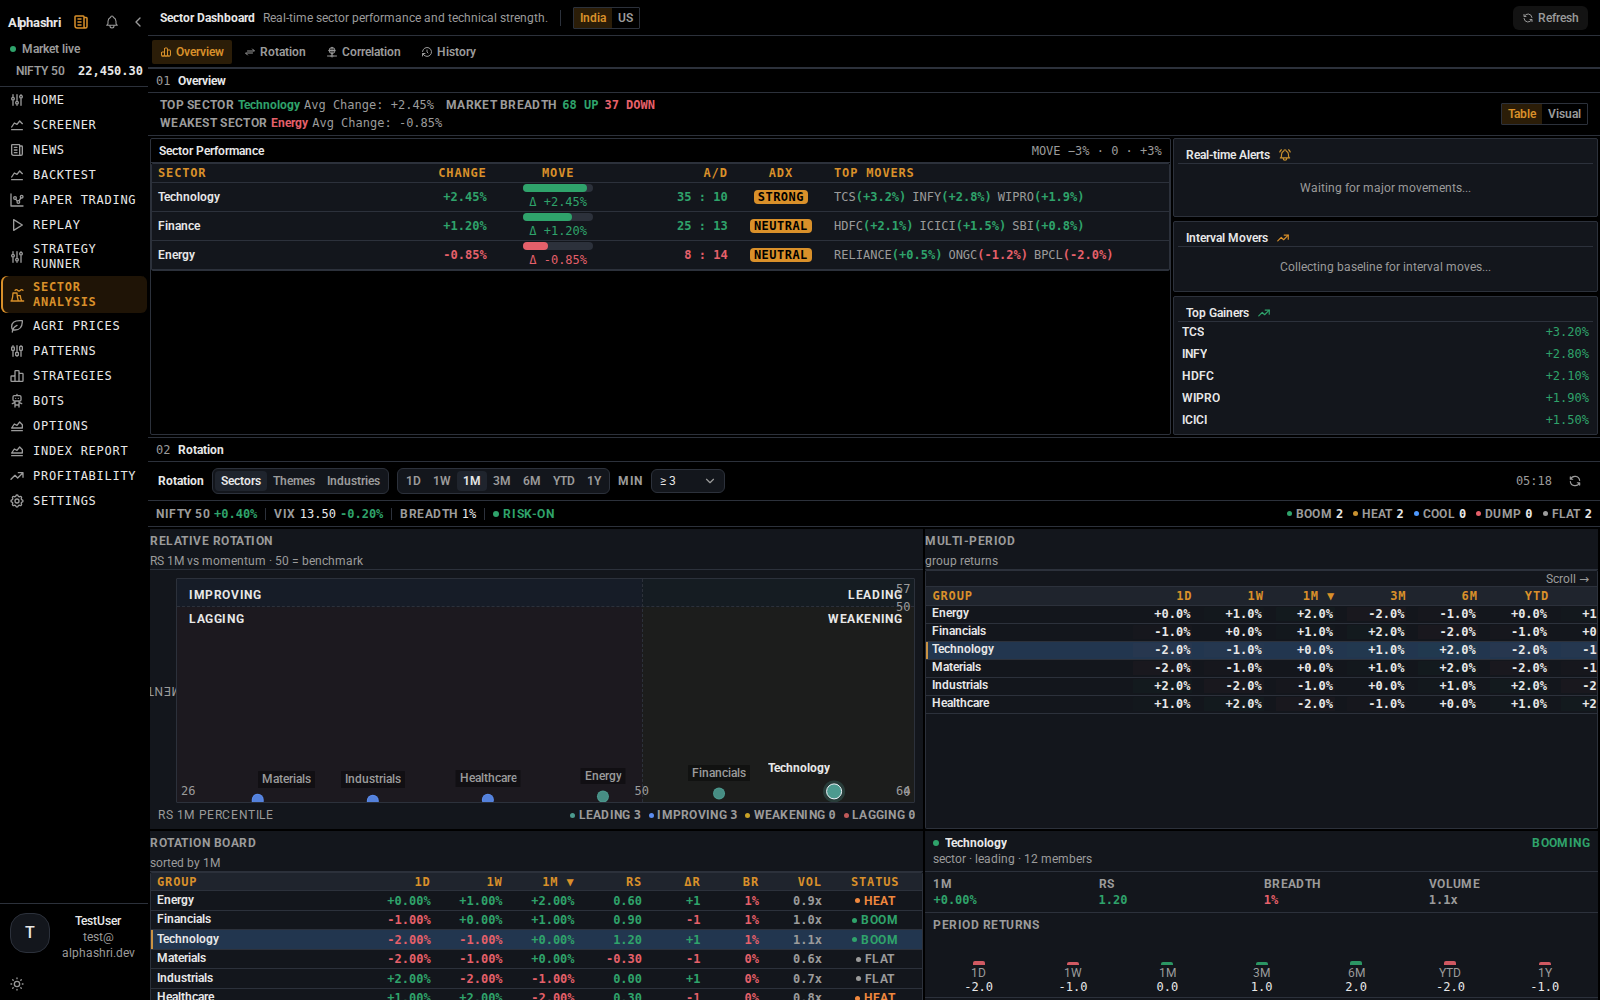 Alphashri
Market live
NIFTY 50 22,450.30
HOME
SCREENER
NEWS
BACKTEST
PAPER TRADING
REPLAY
STRATEGY
RUNNER
SECTOR
ANALYSIS
AGRI PRICES
PATTERNS
STRATEGIES
BOTS
OPTIONS
INDEX REPORT
PROFITABILITY
SETTINGS
T
TestUser
test@
alphashri.dev
Sector Dashboard Real-time sector performance and technical strength. India US Refresh
Overview Rotation Correlation History
01 Overview
TOP SECTOR Technology Avg Change: +2.45% MARKET BREADTH 68 UP 37 DOWN
WEAKEST SECTOR Energy Avg Change: -0.85%
Table Visual
Sector Performance MOVE −3% · 0 · +3%
SECTOR CHANGE MOVE A/D ADX TOP MOVERS
Technology +2.45% Δ +2.45% 35 : 10 STRONG TCS(+3.2%) INFY(+2.8%) WIPRO(+1.9%)
Finance +1.20% Δ +1.20% 25 : 13 NEUTRAL HDFC(+2.1%) ICICI(+1.5%) SBI(+0.8%)
Energy -0.85% Δ -0.85% 8 : 14 NEUTRAL RELIANCE(+0.5%) ONGC(-1.2%) BPCL(-2.0%)
Real-time Alerts
Waiting for major movements...
Interval Movers
Collecting baseline for interval moves...
Top Gainers
TCS +3.20%
INFY +2.80%
HDFC +2.10%
WIPRO +1.90%
ICICI +1.50%
02 Rotation
Rotation Sectors Themes Industries 1D 1W 1M 3M 6M YTD 1Y MIN ≥ 3 05:18
NIFTY 50 +0.40% VIX 13.50 -0.20% BREADTH 1% RISK-ON BOOM 2 HEAT 2 COOL 0 DUMP 0 FLAT 2
RELATIVE ROTATION
RS 1M vs momentum · 50 = benchmark
IMPROVING LEADING 57
50
LAGGING WEAKENING
Materials Industrials Healthcare Energy Financials Technology
26 50
RS 1M PERCENTILE LEADING 3 IMPROVING 3 WEAKENING 0 LAGGING 0
MULTI-PERIOD
group returns
Scroll →
GROUP 1D 1W 1M ▼ 3M 6M YTD
Energy +0.0% +1.0% +2.0% -2.0% -1.0% +0.0% +1
Financials -1.0% +0.0% +1.0% +2.0% -2.0% -1.0% +0
Technology -2.0% -1.0% +0.0% +1.0% +2.0% -2.0% -1
Materials -2.0% -1.0% +0.0% +1.0% +2.0% -2.0% -1
Industrials +2.0% -2.0% -1.0% +0.0% +1.0% +2.0% -2
Healthcare +1.0% +2.0% -2.0% -1.0% +0.0% +1.0% +2
ROTATION BOARD
sorted by 1M
GROUP 1D 1W 1M ▼ RS ΔR BR VOL STATUS
Energy +0.00% +1.00% +2.00% 0.60 +1 1% 0.9x HEAT
Financials -1.00% +0.00% +1.00% 0.90 -1 1% 1.0x BOOM
Technology -2.00% -1.00% +0.00% 1.20 +1 1% 1.1x BOOM
Materials -2.00% -1.00% +0.00% -0.30 -1 0% 0.6x FLAT
Industrials +2.00% -2.00% -1.00% 0.00 +1 0% 0.7x FLAT
Healthcare +1.00% +2.00% -2.00% 0.30 -1 0% 0.8x HEAT
Technology BOOMING
sector · leading · 12 members
1M RS BREADTH VOLUME
+0.00% 1.20 1% 1.1x
PERIOD RETURNS
1D 1W 1M 3M 6M YTD 1Y
-2.0 -1.0 0.0 1.0 2.0 -2.0 -1.0